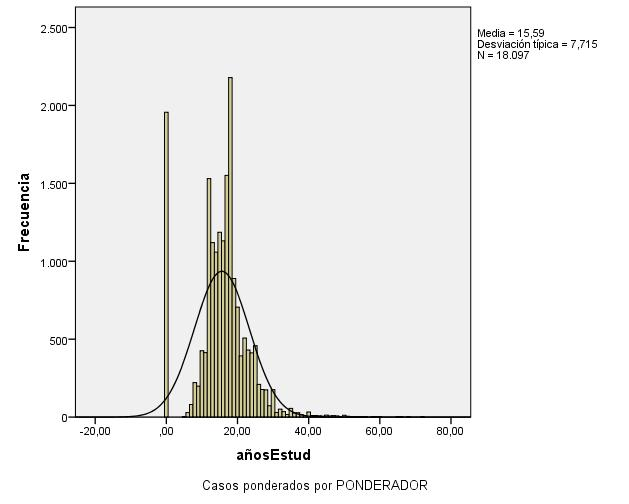 2.500
2.000
1.500
1.000
500
0
Frecuencia
-20,00
,00
20,00
40,00
60,00
80,00
añosEstud
Casos ponderados por PONDERADOR
Media = 15,59
Desviación típica = 7,715
N = 18.097